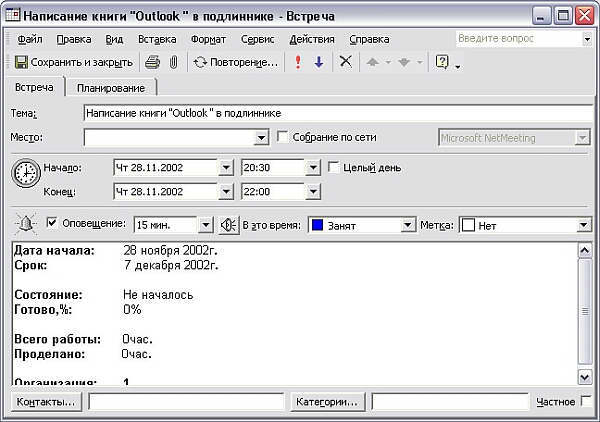 Написание книги "Outlook " в подлиннике - Встреча
Файл Правка Вид Вставка Формат Сервис Действия Справка Введите вопрос
Сохранить и закрыть Повторение...
Встреча Планирование
Тема: Написание книги "Outlook " в подлиннике
Место: Собрание по сети Microsoft NetMeeting
Начало: Чт 28.11.2002 20:30 Целый день
Конец: Чт 28.11.2002 22:00
Оповещение: 15 мин. В это время: Занят Метка: Нет
Дата начала: 28 ноября 2002г.
Срок: 7 декабря 2002г.
Состояние: Не началось
Готово,%: 0%
Всего работы: 0час.
Проделано: 0час.
Организация: 1
Контакты... Категории... Частное